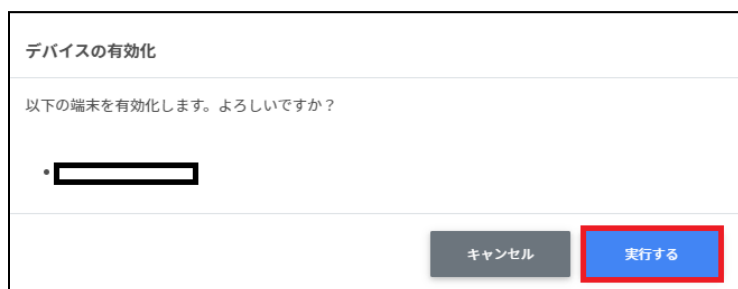 デバイスの有効化
以下の端末を有効化します。よろしいですか？
•
キャンセル
実行する